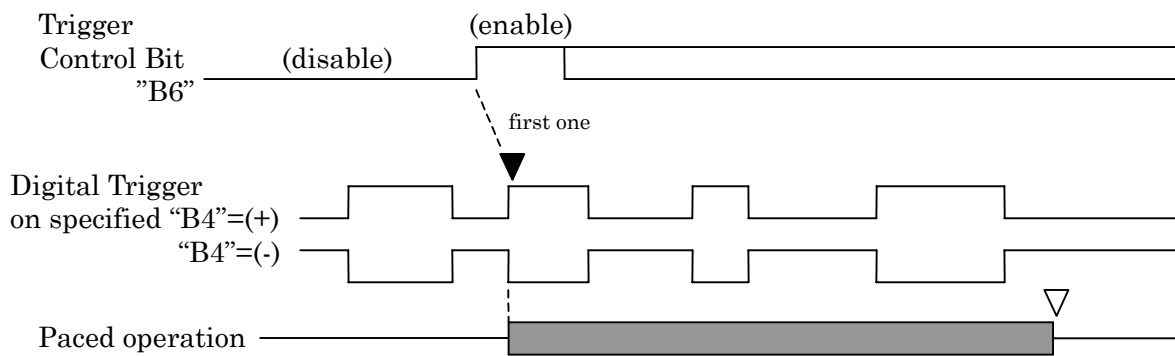 Trigger (enable)
Control Bit (disable)
”B6”
first one
Digital Trigger
on specified “B4”=(+)
“B4”=(-)
Paced operation